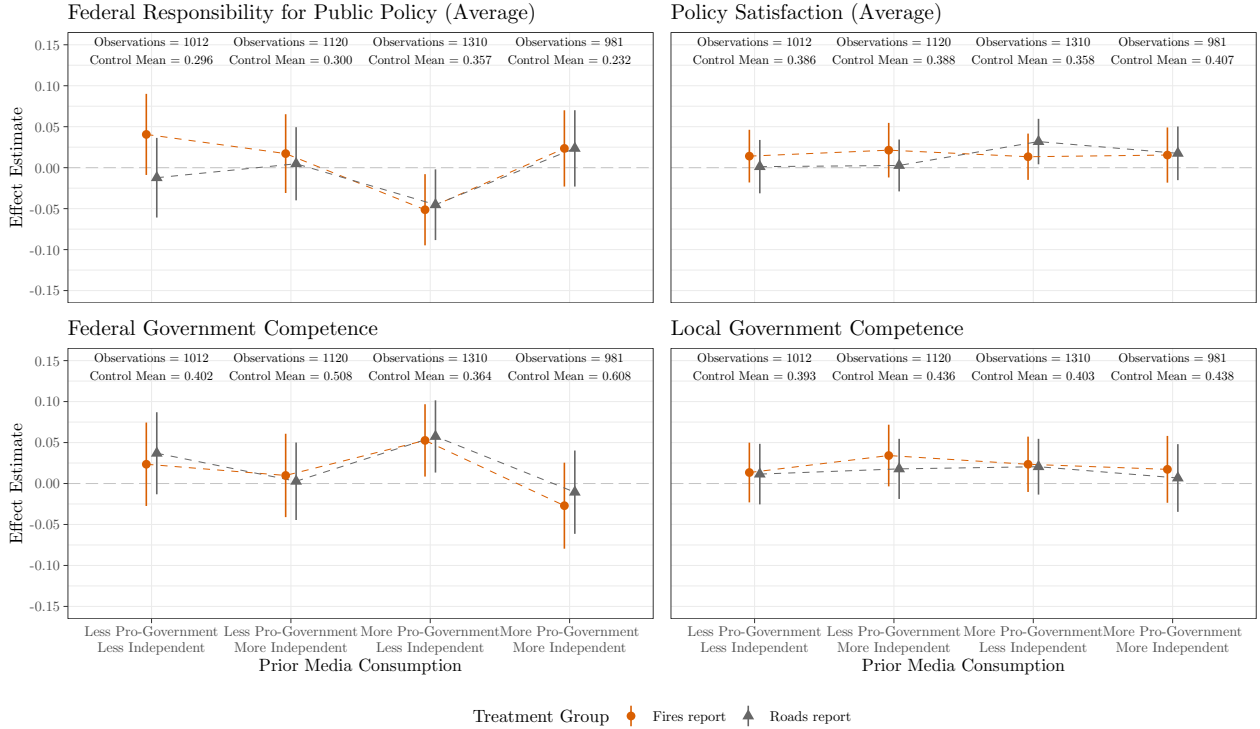 Federal Responsibility for Public Policy (Average)
Policy Satisfaction (Average)
Observations = 1012 Observations = 1120 Observations = 1310 Observations = 981
Control Mean = 0.296 Control Mean = 0.300 Control Mean = 0.357 Control Mean = 0.232
Observations = 1012 Observations = 1120 Observations = 1310 Observations = 981
Control Mean = 0.386 Control Mean = 0.388 Control Mean = 0.358 Control Mean = 0.407
Effect Estimate
0.15
0.10
0.05
0.00
-0.05
-0.10
-0.15
Federal Government Competence
Local Government Competence
Observations = 1012 Observations = 1120 Observations = 1310 Observations = 981
Control Mean = 0.402 Control Mean = 0.508 Control Mean = 0.364 Control Mean = 0.608
Observations = 1012 Observations = 1120 Observations = 1310 Observations = 981
Control Mean = 0.393 Control Mean = 0.436 Control Mean = 0.403 Control Mean = 0.438
Effect Estimate
0.15
0.10
0.05
0.00
-0.05
-0.10
-0.15
Less Pro-Government Less Pro-Government More Pro-Government More Pro-Government
Less Independent More Independent Less Independent More Independent
Prior Media Consumption
Less Pro-Government Less Pro-Government More Pro-Government More Pro-Government
Less Independent More Independent Less Independent More Independent
Prior Media Consumption
Treatment Group Fires report Roads report